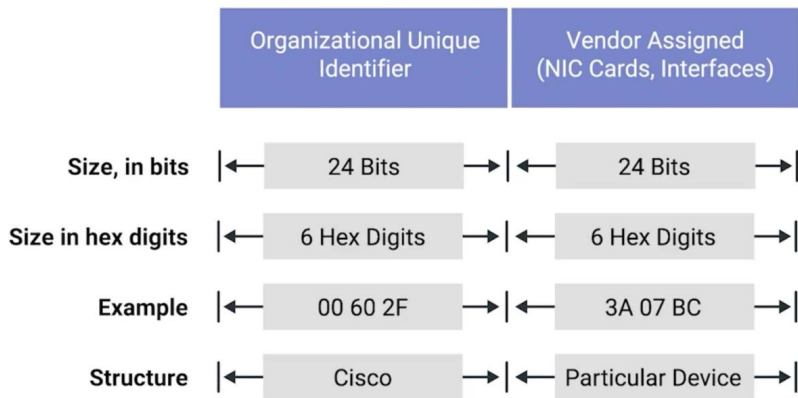 Organizational Unique
Identifier
Vendor Assigned
(NIC Cards, Interfaces)
Size, in bits 24 Bits 24 Bits
Size in hex digits 6 Hex Digits 6 Hex Digits
Example 00 60 2F 3A 07 BC
Structure Cisco Particular Device